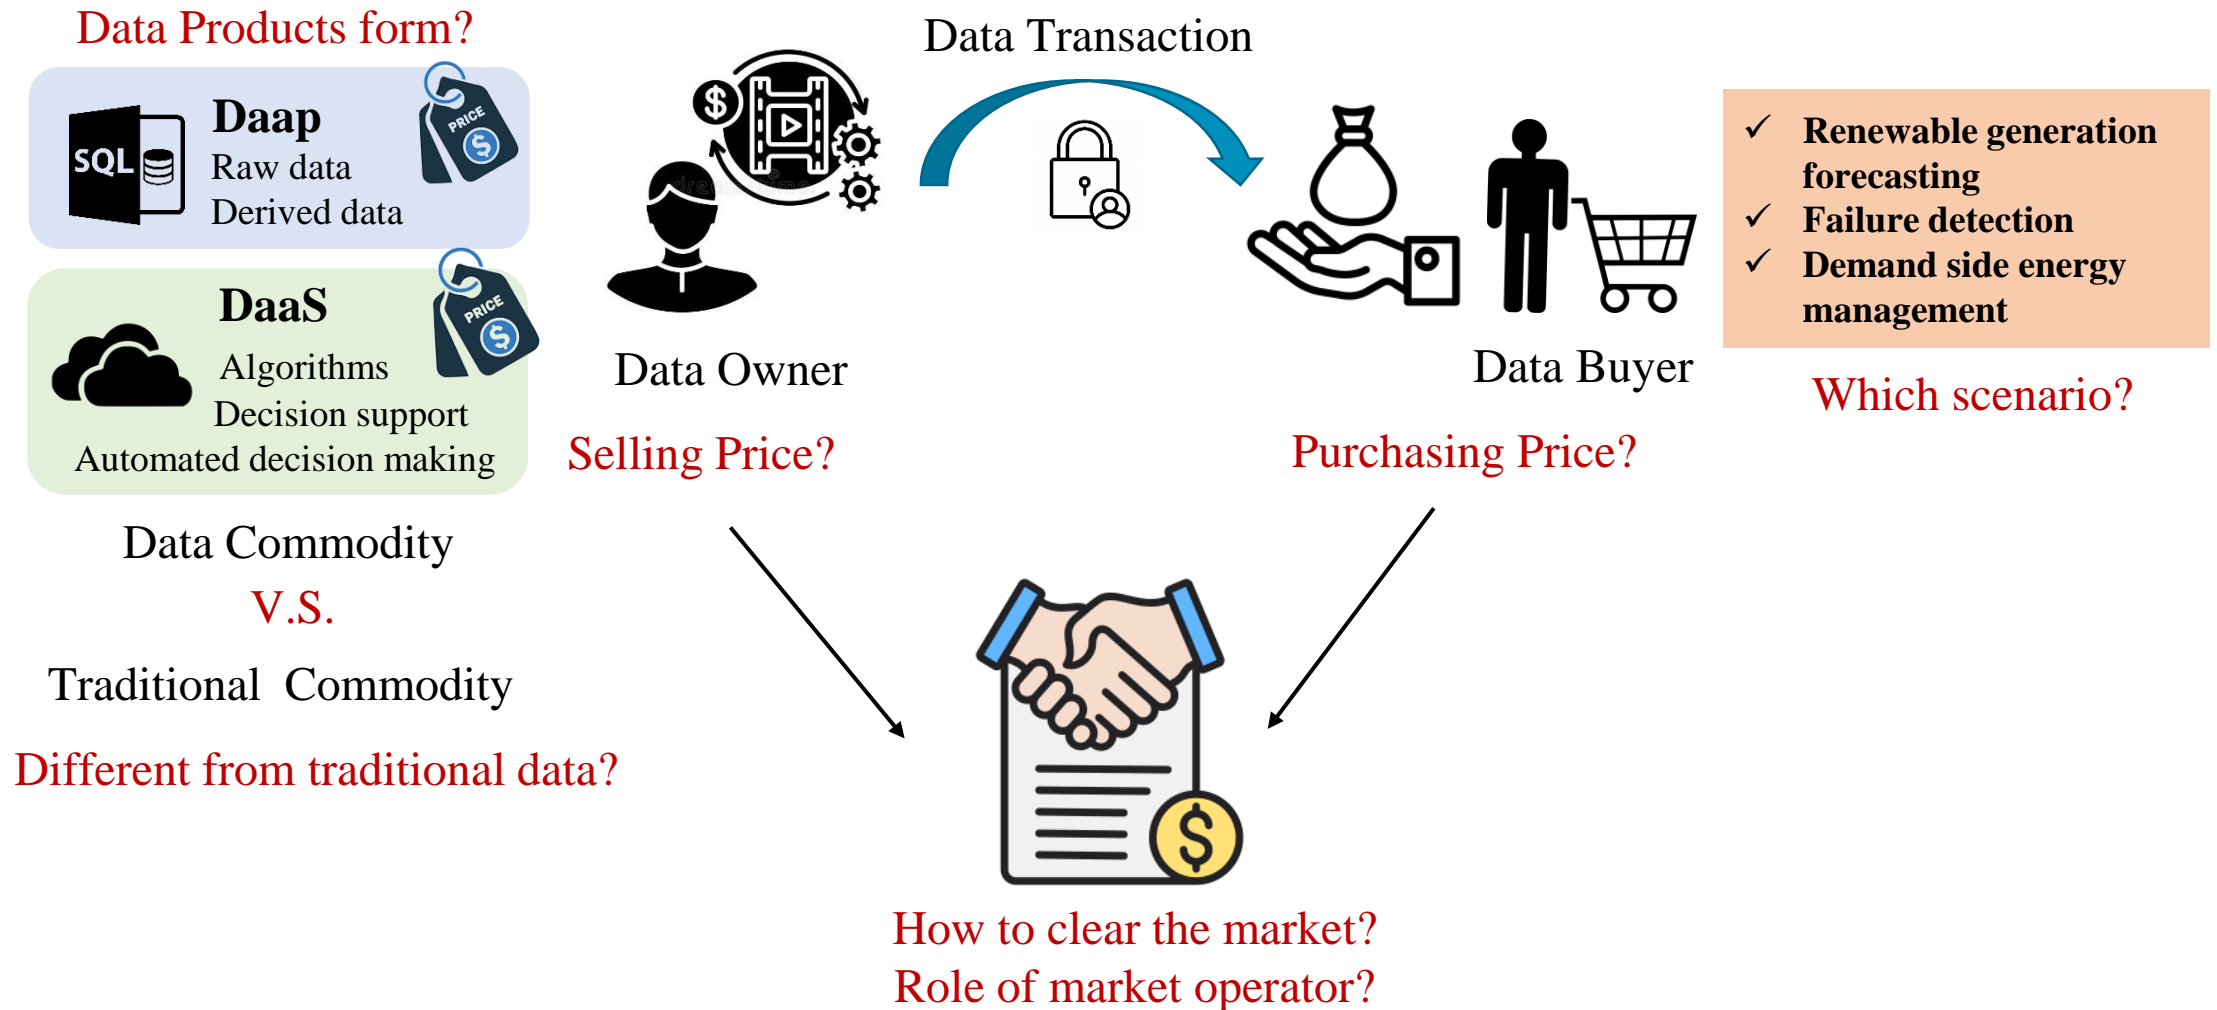 Data Products form?
Daap
SQL
Raw data
Derived data
PRICE
$
DaaS
PRICE
$
Algorithms
Decision support
Automated decision making
Data Commodity
V.S.
Traditional Commodity
Different from traditional data?
$
Data Owner
Selling Price?
Data Transaction
Data Buyer
Purchasing Price?
✓ Renewable generation
forecasting
✓ Failure detection
✓ Demand side energy
management
Which scenario?
$
How to clear the market?
Role of market operator?